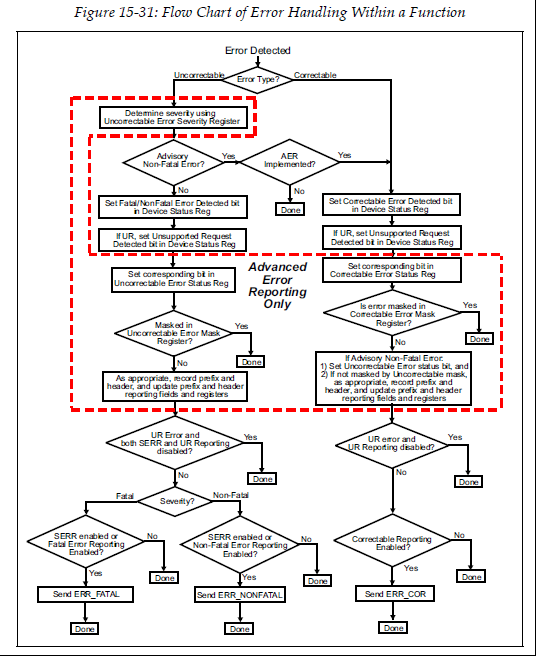 Figure 15-31: Flow Chart of Error Handling Within a Function
Error Detected
Uncorrectable
Error Type?
Correctable
Determine severity using
Uncorrectable Error Severity Register
Advisory
Non-Fatal Error?
Yes
AER
Implemented?
Yes
No
No
Done
Set Fatal/NonFatal Error Detected bit
in Device Status Reg
Set Correctable Error Detected bit
in Device Status Reg
If UR, set Unsupported Request
Detected bit in Device Status Reg
If UR, set Unsupported Request
Detected bit in Device Status Reg
Set corresponding bit in
Uncorrectable Error Status Reg
Advanced
Error
Reporting
Only
Set corresponding bit in
Correctable Error Status Reg
Masked in
Uncorrectable Error Mask
Register?
Yes
Done
No
Is error masked in
Correctable Error Mask
Register?
Yes
Done
No
As appropriate, record prefix and
header, and update prefix and header
reporting fields and registers
If Advisory Non-Fatal Error:
1) Set Uncorrectable Error status bit, and
2) If not masked by Uncorrectable mask,
as appropriate, record prefix and
header, and update prefix and header
reporting fields and registers
UR Error and
both SERR and UR Reporting
disabled?
Yes
Done
No
UR error and
UR Reporting disabled?
Yes
Done
No
Fatal
Severity?
Non-Fatal
SERR enabled or
Fatal Error Reporting
Enabled?
No
Done
Yes
SERR enabled or
Non-Fatal Error Reporting
Enabled?
No
Done
Yes
Correctable Reporting
Enabled?
No
Done
Yes
Send ERR_FATAL
Send ERR_NONFATAL
Send ERR_COR
Done
Done
Done